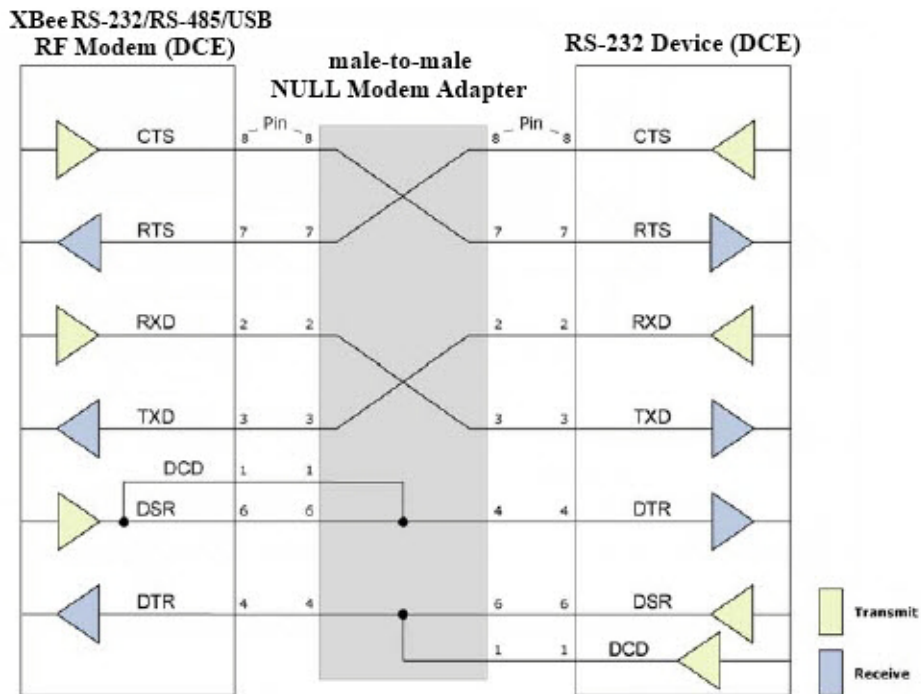 XBee RS-232/RS-485/USB
RF Modem (DCE)
male-to-male
NULL Modem Adapter
RS-232 Device (DCE)
CTS 8 Pin 8 8 Pin 8 CTS
RTS 7 7 7 7 RTS
RXD 2 2 2 2 RXD
TXD 3 3 3 3 TXD
DCD 1 1
DSR 6 6 4 4 DTR
DTR 4 4 6 6 DSR
1 1 DCD
Transmit
Receive